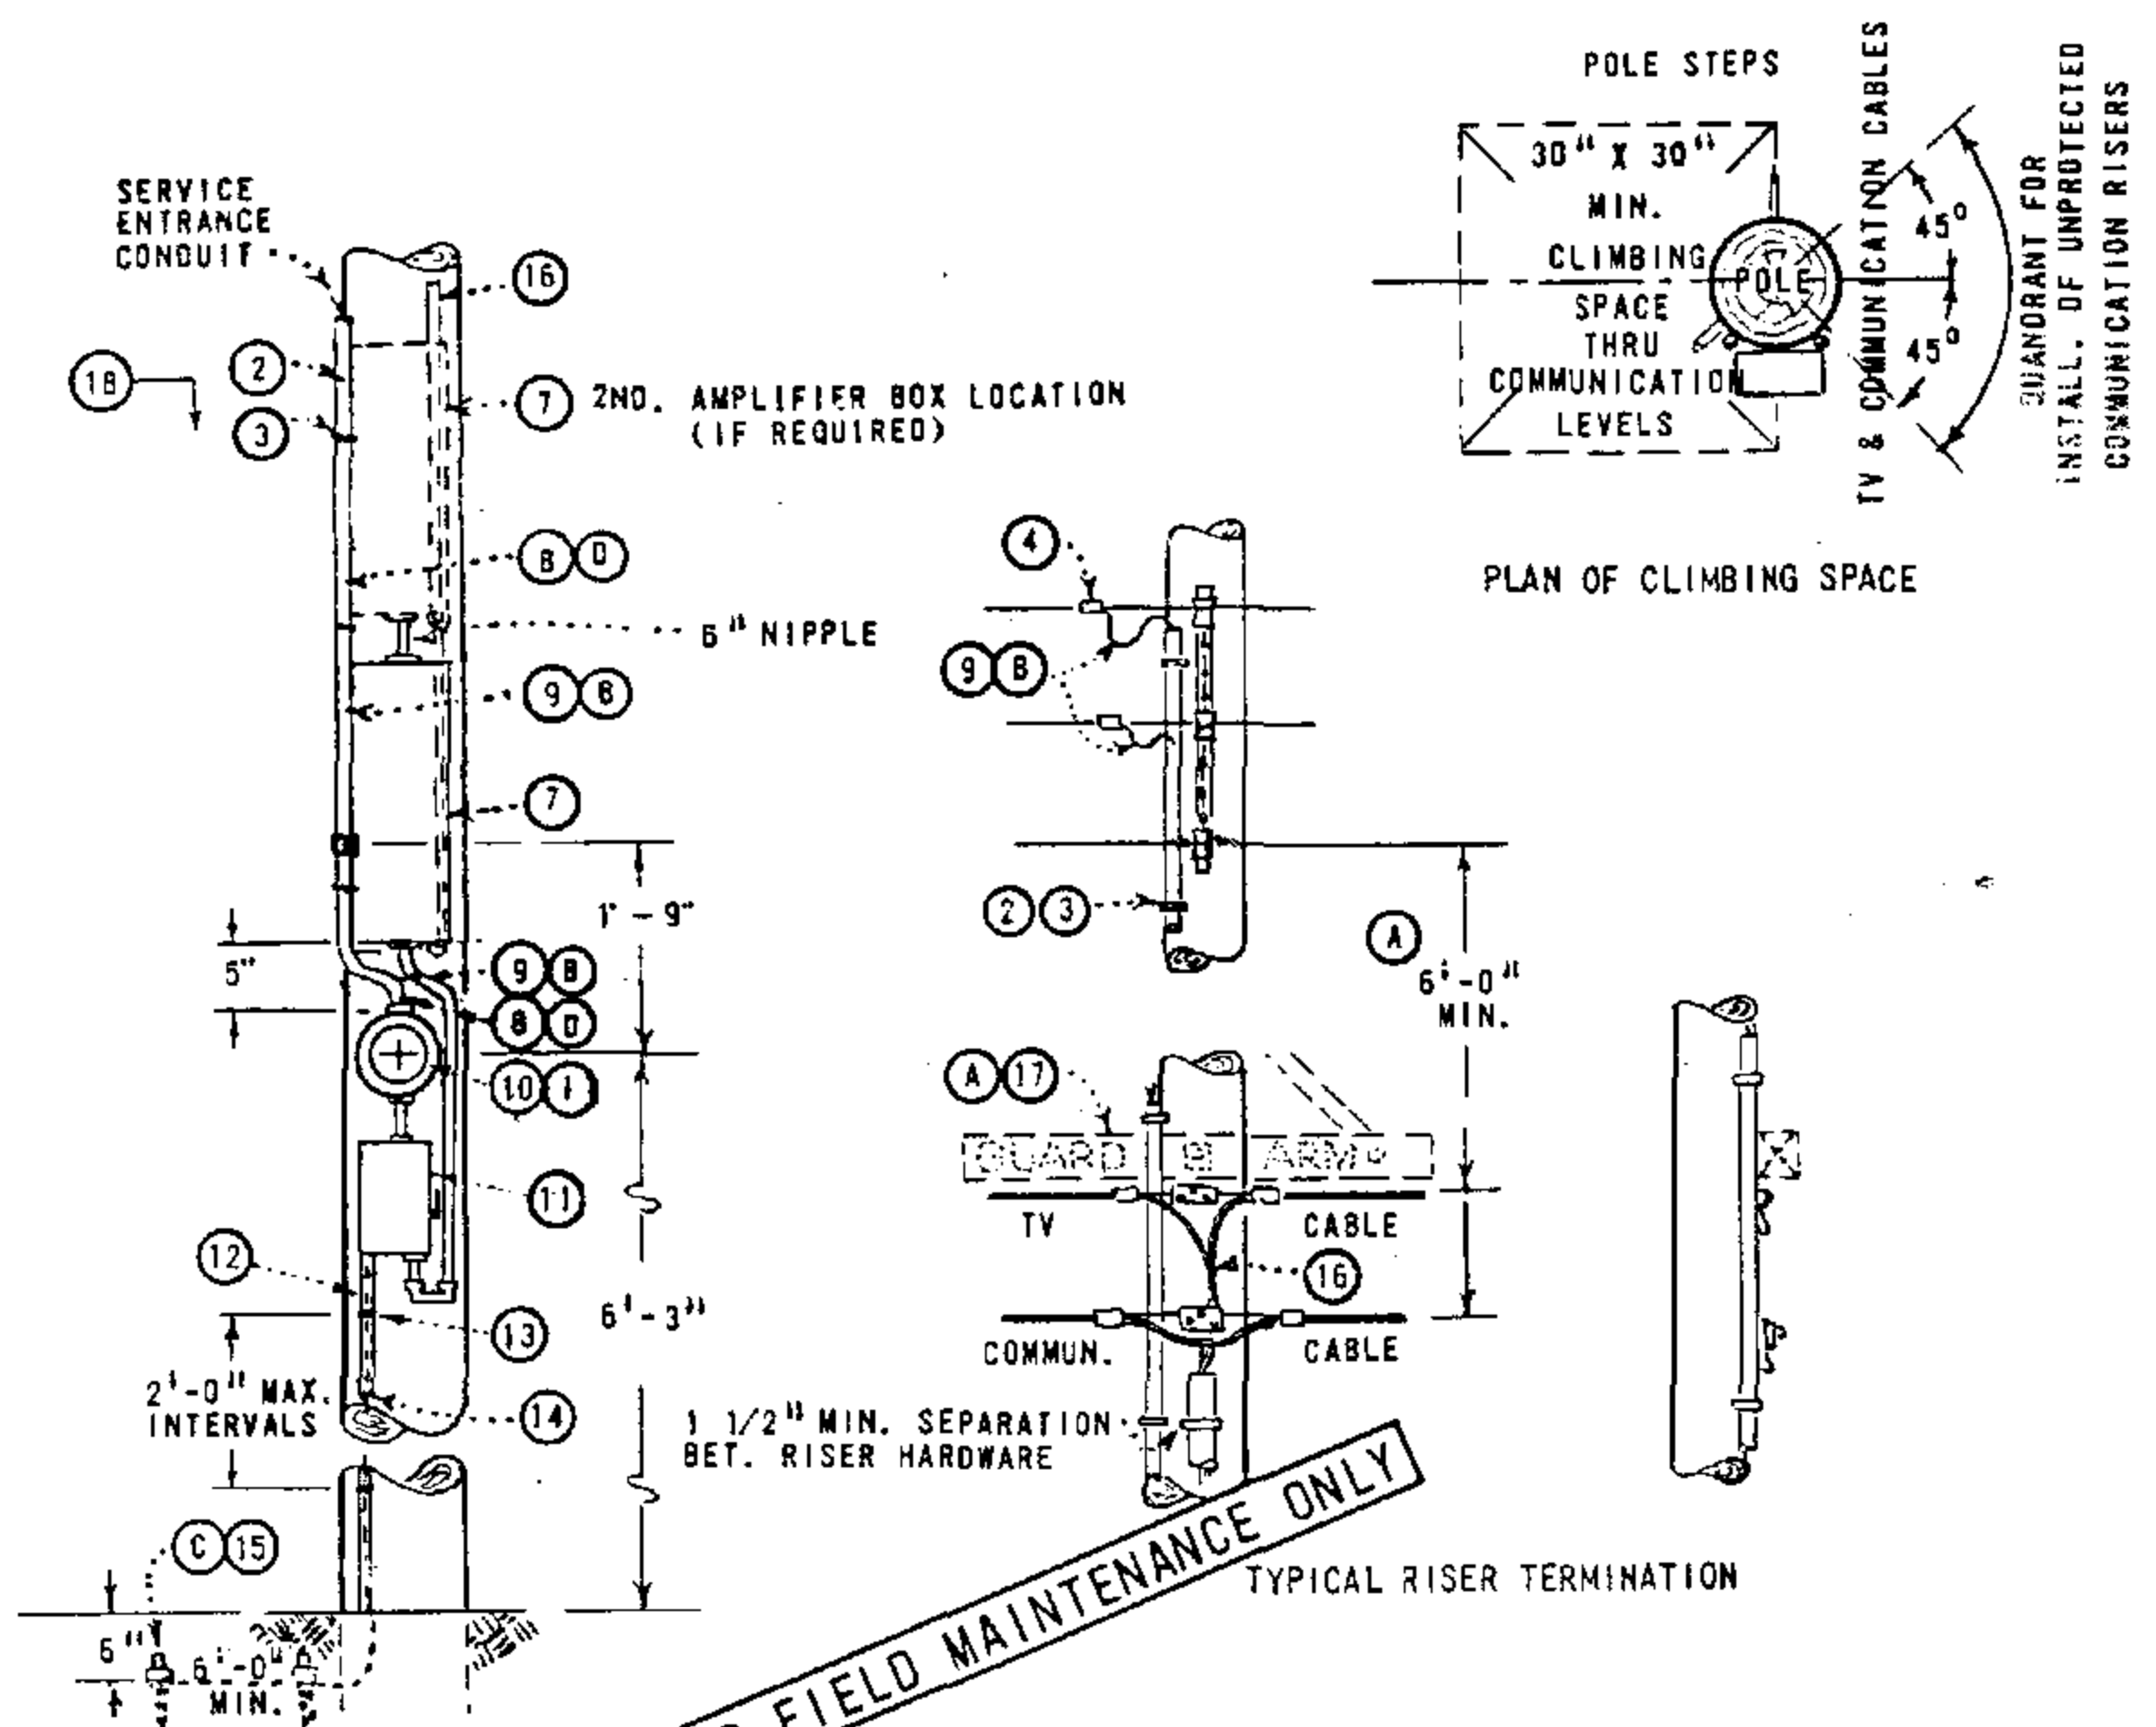 POLE STEPS
30" X 30"
MIN.
CLIMBING
SPACE
THRU
COMMUNICATION
LEVELS
POLE
TV & COMMUNICATION CABLES
45°
45°
QUANDRANT FOR
INSTALL. OF UNPROTECTED
COMMUNICATION RISERS
PLAN OF CLIMBING SPACE
SERVICE
ENTRANCE
CONDUIT
16
2
18
3
7 2ND. AMPLIFIER BOX LOCATION
(IF REQUIRED)
8 D
6" NIPPLE
9 B
7
1'-9"
5"
9 B
8 D
10 I
11
12
13
6'-3"
2'-0" MAX.
INTERVALS
14
C 15
6"
6'-0"
MIN.
4
9 B
2 3
A
6'-0"
MIN.
A 17
GUARD ARM
TV CABLE
16
COMMUN. CABLE
1 1/2" MIN. SEPARATION
BET. RISER HARDWARE
TYPICAL RISER TERMINATION
FIELD MAINTENANCE ONLY